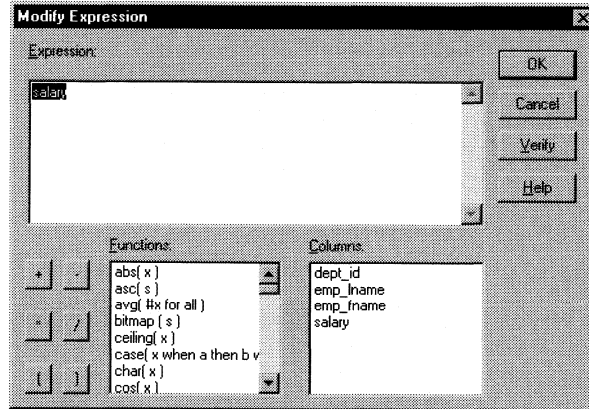 Modify Expression
Expression:
OK
salary
Cancel
Verify
Help
Functions:
Columns:
+ -
* /
( )
abs( x )
asc( s )
avg( #x for all )
bitmap ( s )
ceiling( x )
case( x when a then b v
char( x )
cos( x )
dept_id
emp_lname
emp_fname
salary